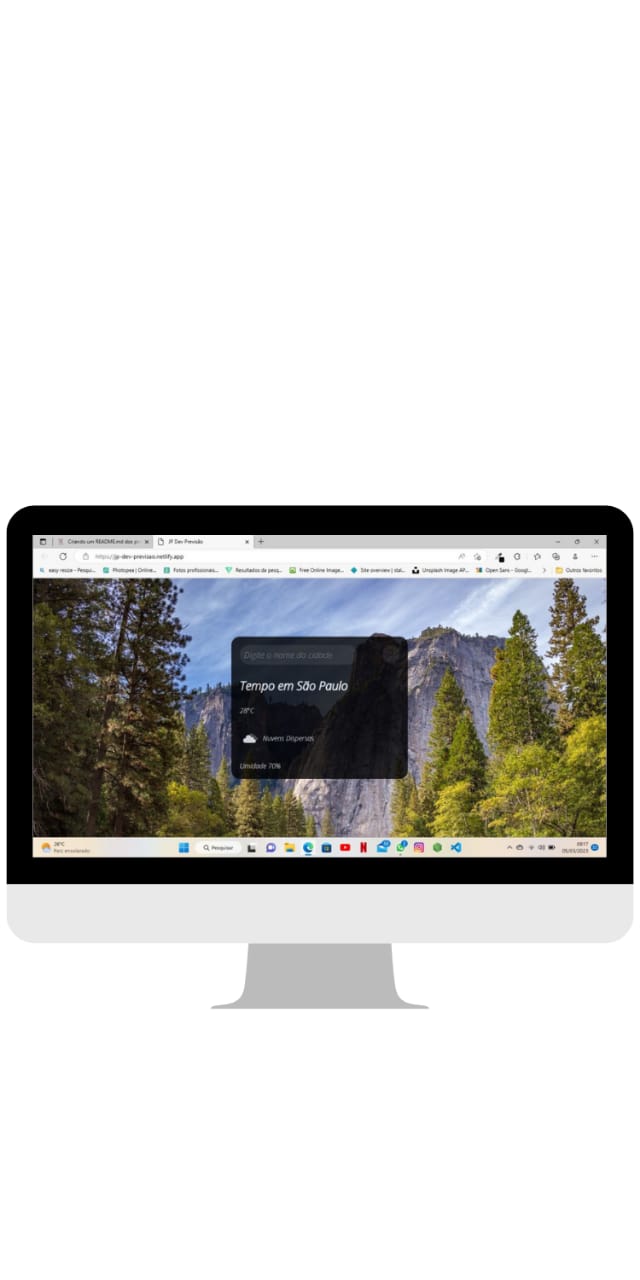 Criando um README.md dos pr
JF Dev Previsão
https://jp-dev-previsao.netlify.app
easy resize - Pesqui...
Photopea | Online...
Fotos profissionais...
Resultados da pesq...
Free Online Image...
Site overview | stal...
Unsplash Image AP...
Open Sans - Googl...
Outros favoritos
Digite o nome da cidade
Tempo em São Paulo
28°C
Nuvens Dispersas
Umidade 70%
28°C
Parc ensolarado
Pesquisar
09:17
05/03/2023